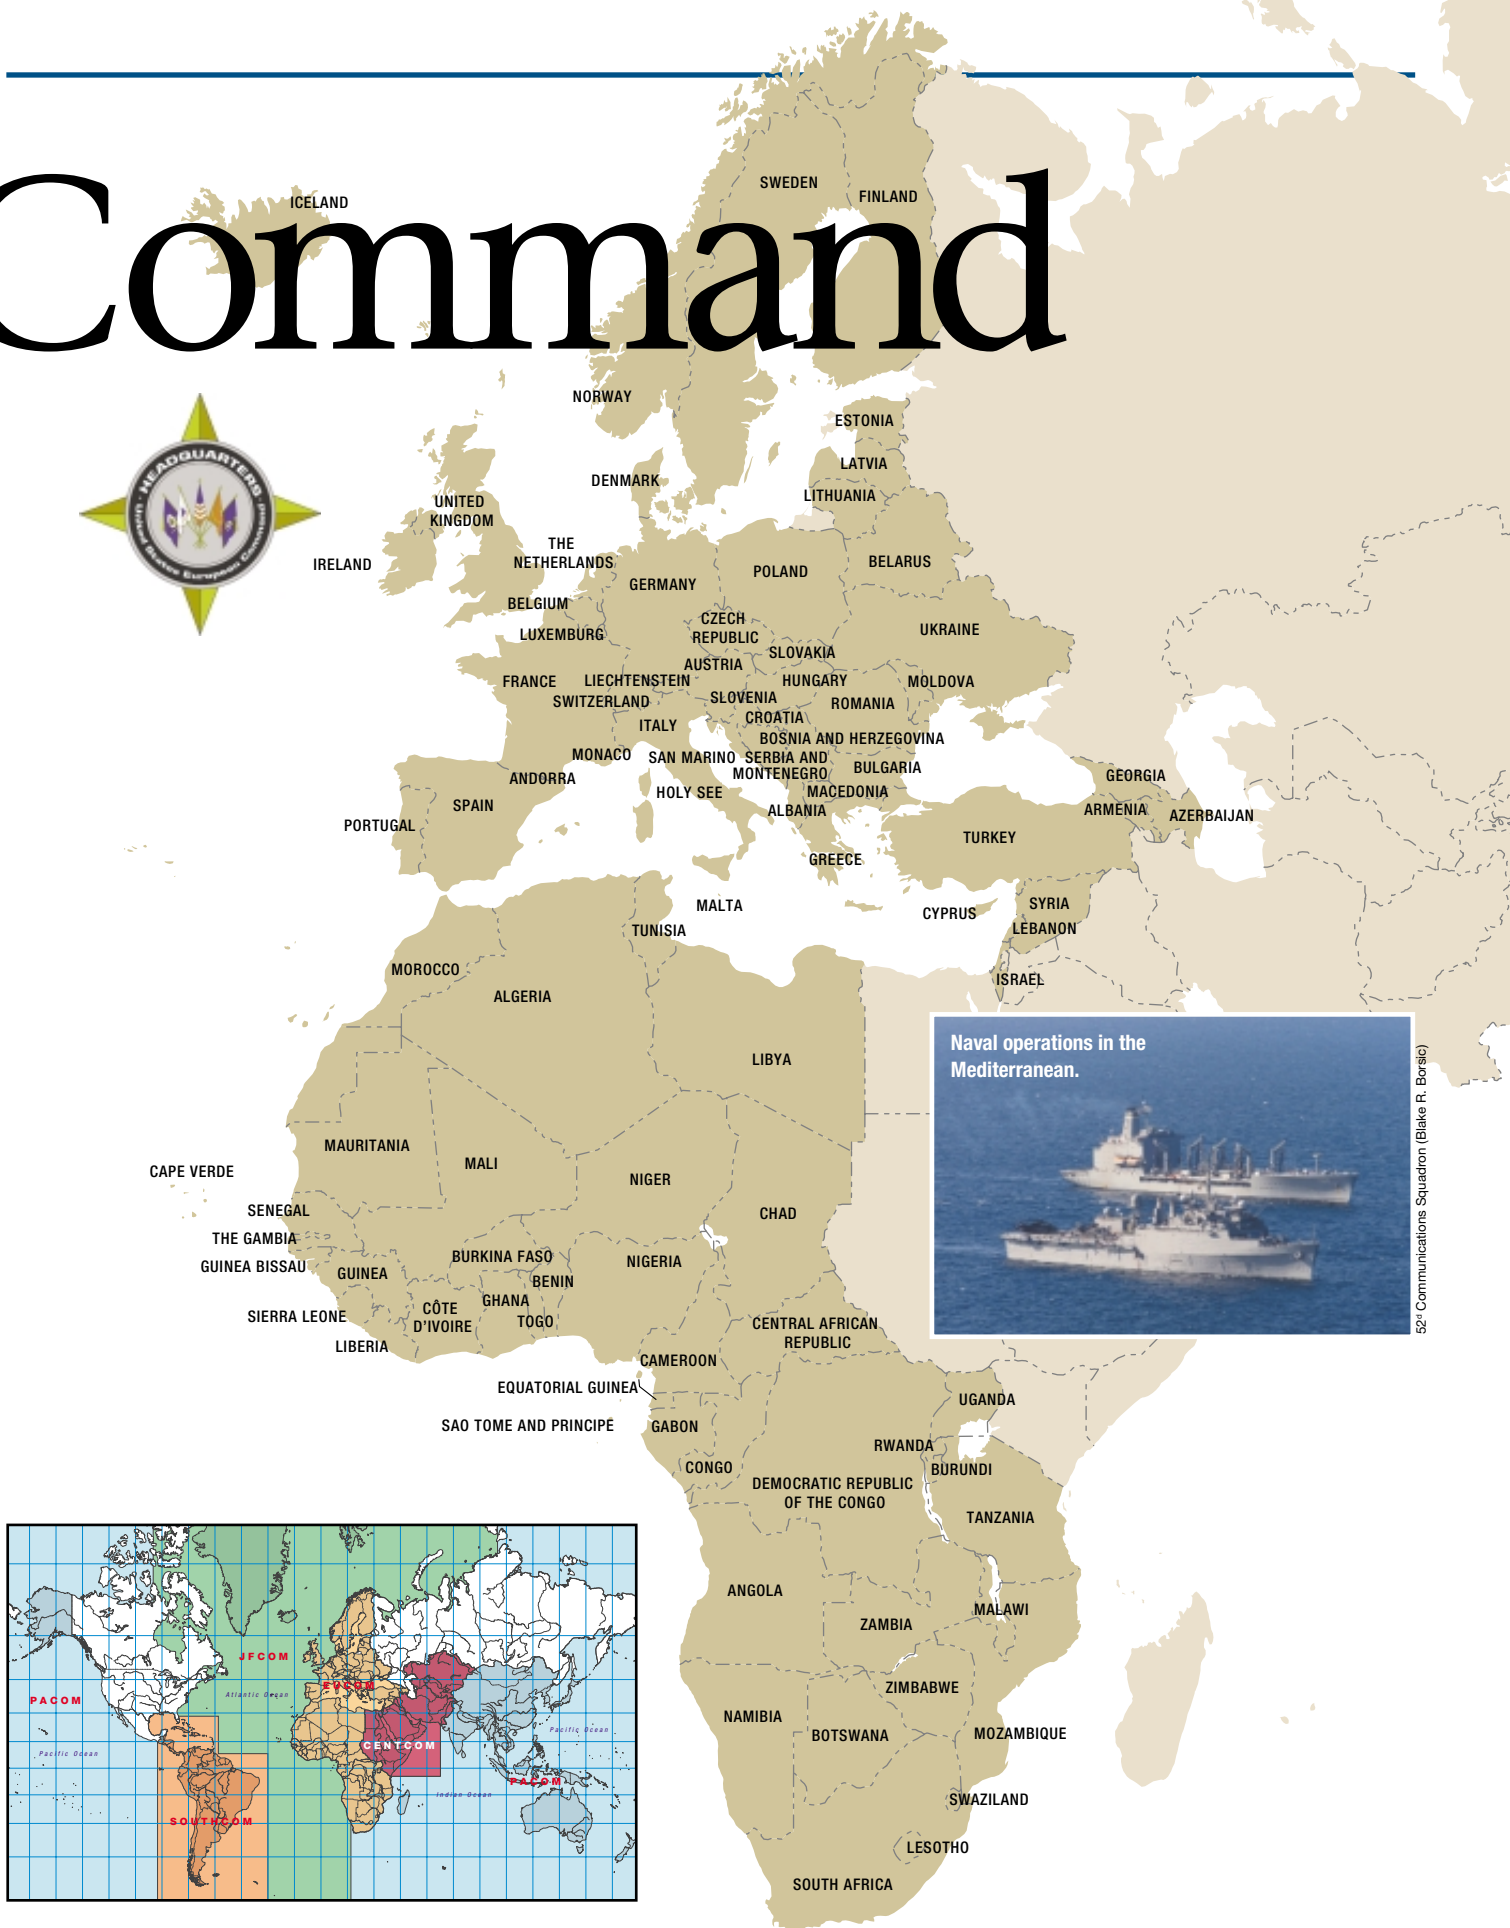 Command
ICELAND
SWEDEN
FINLAND
NORWAY
ESTONIA
LATVIA
LITHUANIA
DENMARK
HEADQUARTERS
United States European Command
UNITED
KINGDOM
IRELAND
THE
NETHERLANDS
GERMANY
POLAND
BELARUS
BELGIUM
LUXEMBURG
CZECH
REPUBLIC
UKRAINE
SLOVAKIA
AUSTRIA
FRANCE
LIECHTENSTEIN
HUNGARY
MOLDOVA
SWITZERLAND
SLOVENIA
ROMANIA
CROATIA
ITALY
BOSNIA AND HERZEGOVINA
MONACO
SAN MARINO
SERBIA AND
MONTENEGRO
BULGARIA
ANDORRA
HOLY SEE
MACEDONIA
ALBANIA
GEORGIA
ARMENIA
AZERBAIJAN
SPAIN
PORTUGAL
TURKEY
GREECE
MALTA
CYPRUS
SYRIA
LEBANON
TUNISIA
ISRAEL
MOROCCO
ALGERIA
LIBYA
Naval operations in the
Mediterranean.
52d Communications Squadron (Blake R. Borsic)
MAURITANIA
MALI
NIGER
CHAD
CAPE VERDE
SENEGAL
THE GAMBIA
GUINEA BISSAU
GUINEA
BURKINA FASO
BENIN
NIGERIA
GHANA
SIERRA LEONE
CÔTE
D'IVOIRE
TOGO
LIBERIA
CENTRAL AFRICAN
REPUBLIC
CAMEROON
EQUATORIAL GUINEA
SAO TOME AND PRINCIPE
GABON
UGANDA
RWANDA
BURUNDI
CONGO
DEMOCRATIC REPUBLIC
OF THE CONGO
TANZANIA
ANGOLA
MALAWI
ZAMBIA
ZIMBABWE
NAMIBIA
BOTSWANA
MOZAMBIQUE
SWAZILAND
LESOTHO
SOUTH AFRICA
JFCOM
PACOM
Atlantic Ocean
EUCOM
Pacific Ocean
CENTCOM
Pacific Ocean
PACOM
Indian Ocean
SOUTHCOM